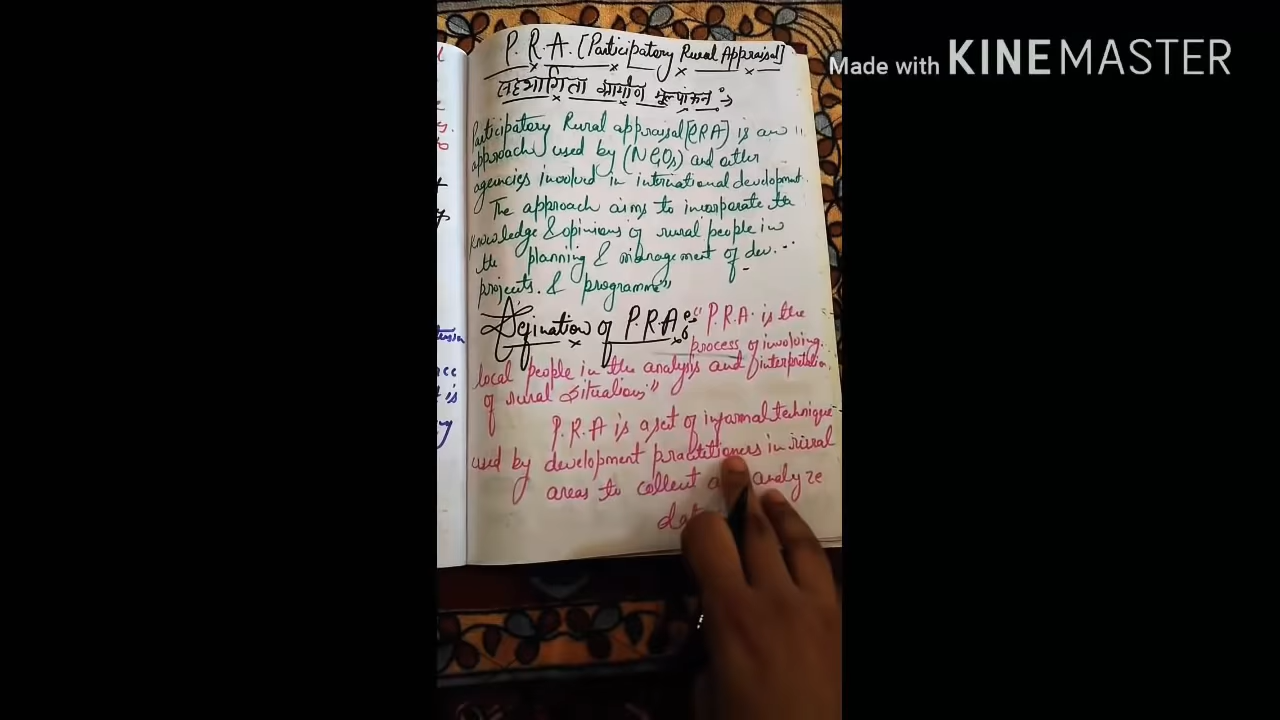 Made with KINEMASTER
P.R.A. [Participatory Rural Appraisal]
सहभागिता ग्रामीण मूल्यांकन :→
Participatory Rural appraisal [PRA] is an
approach used by (NGOs) and other
agencies involved in international development.
The approach aims to incorporate the
knowledge & opinions of rural people in
the planning & management of dev...
projects. & programme"
Defination of P.R.A :- "P.R.A. is the
process of involving
local people in the analysis and interpretation
of rural situations"
P.R.A is a set of informal technique
used by development practitioners in rural
areas to collect analyze